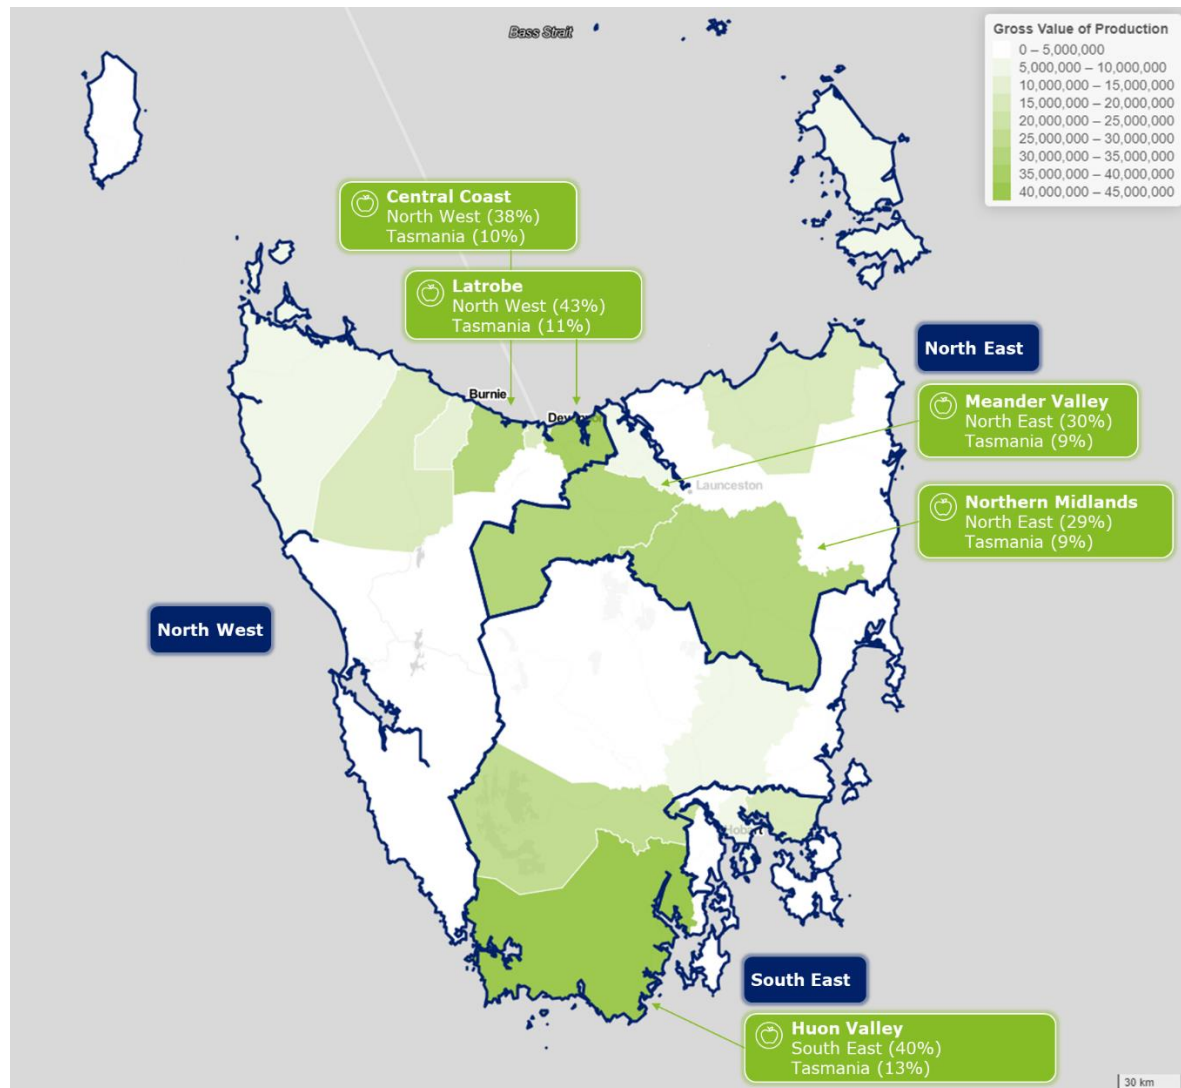 Bass Strait
Gross Value of Production
0 – 5,000,000
5,000,000 – 10,000,000
10,000,000 – 15,000,000
15,000,000 – 20,000,000
20,000,000 – 25,000,000
25,000,000 – 30,000,000
30,000,000 – 35,000,000
35,000,000 – 40,000,000
40,000,000 – 45,000,000
Central Coast
North West (38%)
Tasmania (10%)
Latrobe
North West (43%)
Tasmania (11%)
North East
Burnie
Meander Valley
North East (30%)
Tasmania (9%)
Launceston
Northern Midlands
North East (29%)
Tasmania (9%)
North West
Hobart
South East
Huon Valley
South East (40%)
Tasmania (13%)
30 km